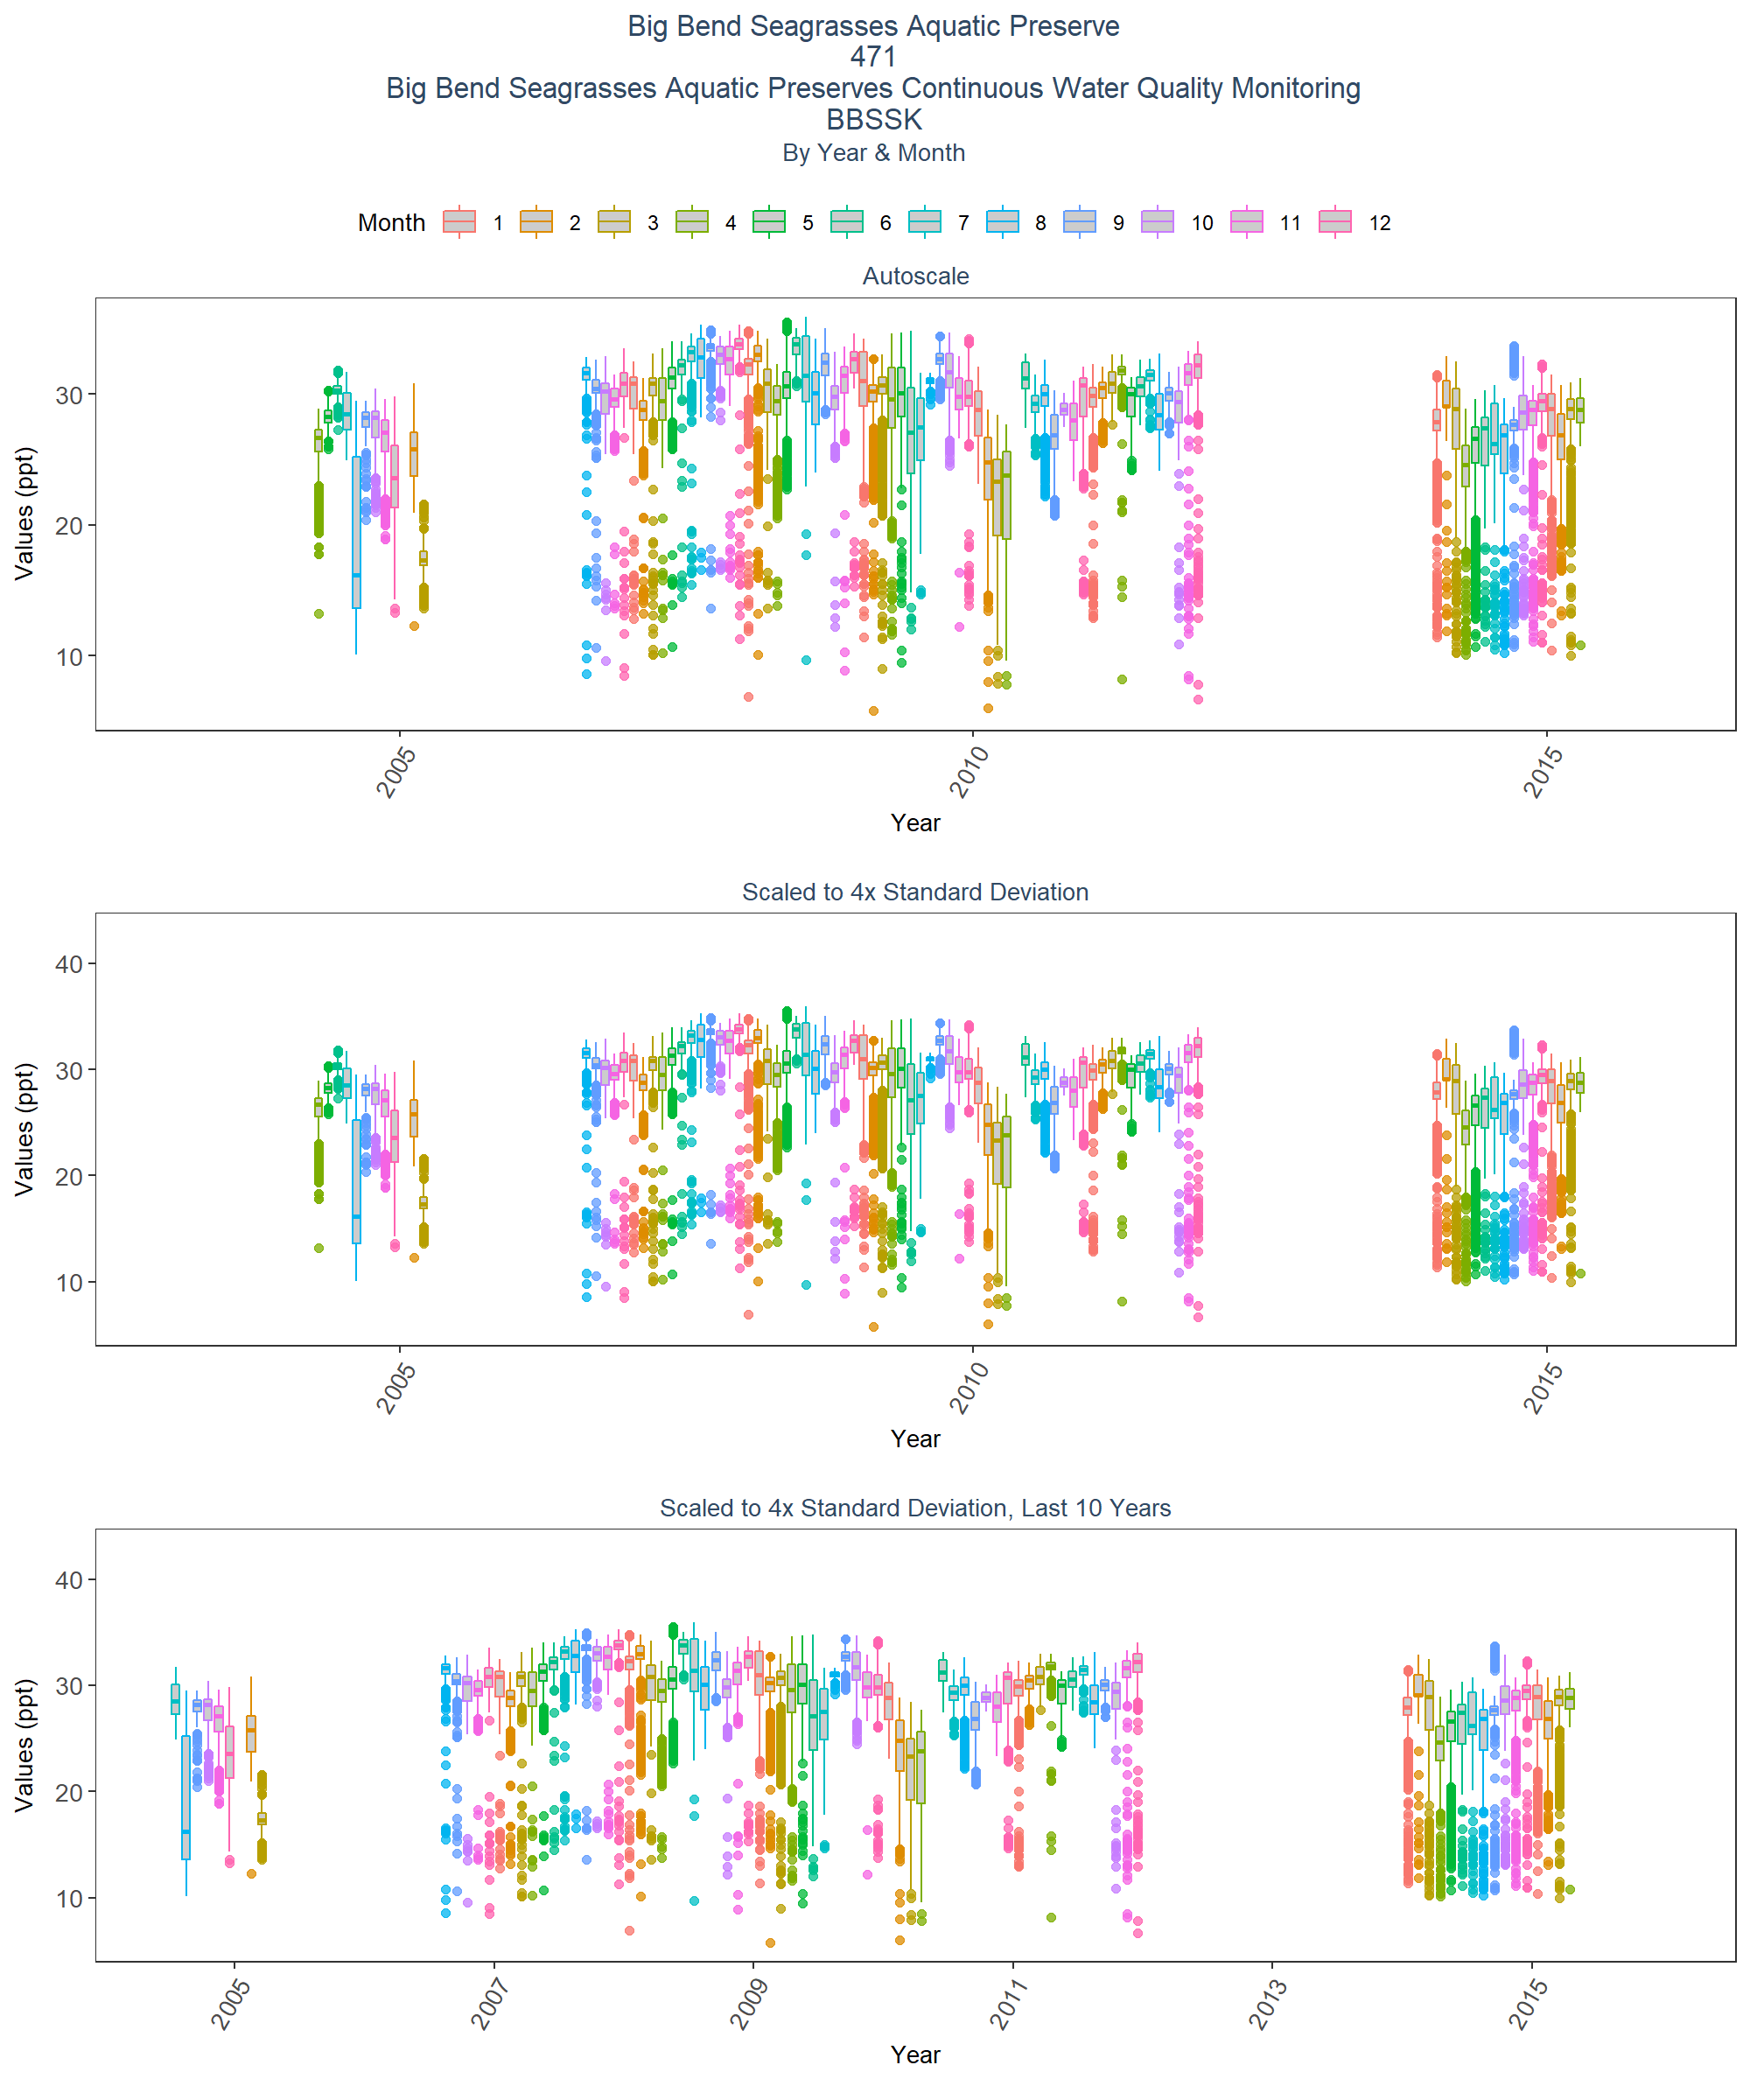 Big Bend Seagrasses Aquatic Preserve
471
Big Bend Seagrasses Aquatic Preserves Continuous Water Quality Monitoring
BBSSK
By Year & Month
Month 1 2 3 4 5 6 7 8 9 10 11 12
Autoscale
Values (ppt)
30
20
10
2005 2010 2015
Year
Scaled to 4x Standard Deviation
Values (ppt)
40
30
20
10
2005 2010 2015
Year
Scaled to 4x Standard Deviation, Last 10 Years
Values (ppt)
40
30
20
10
2005 2007 2009 2011 2013 2015
Year